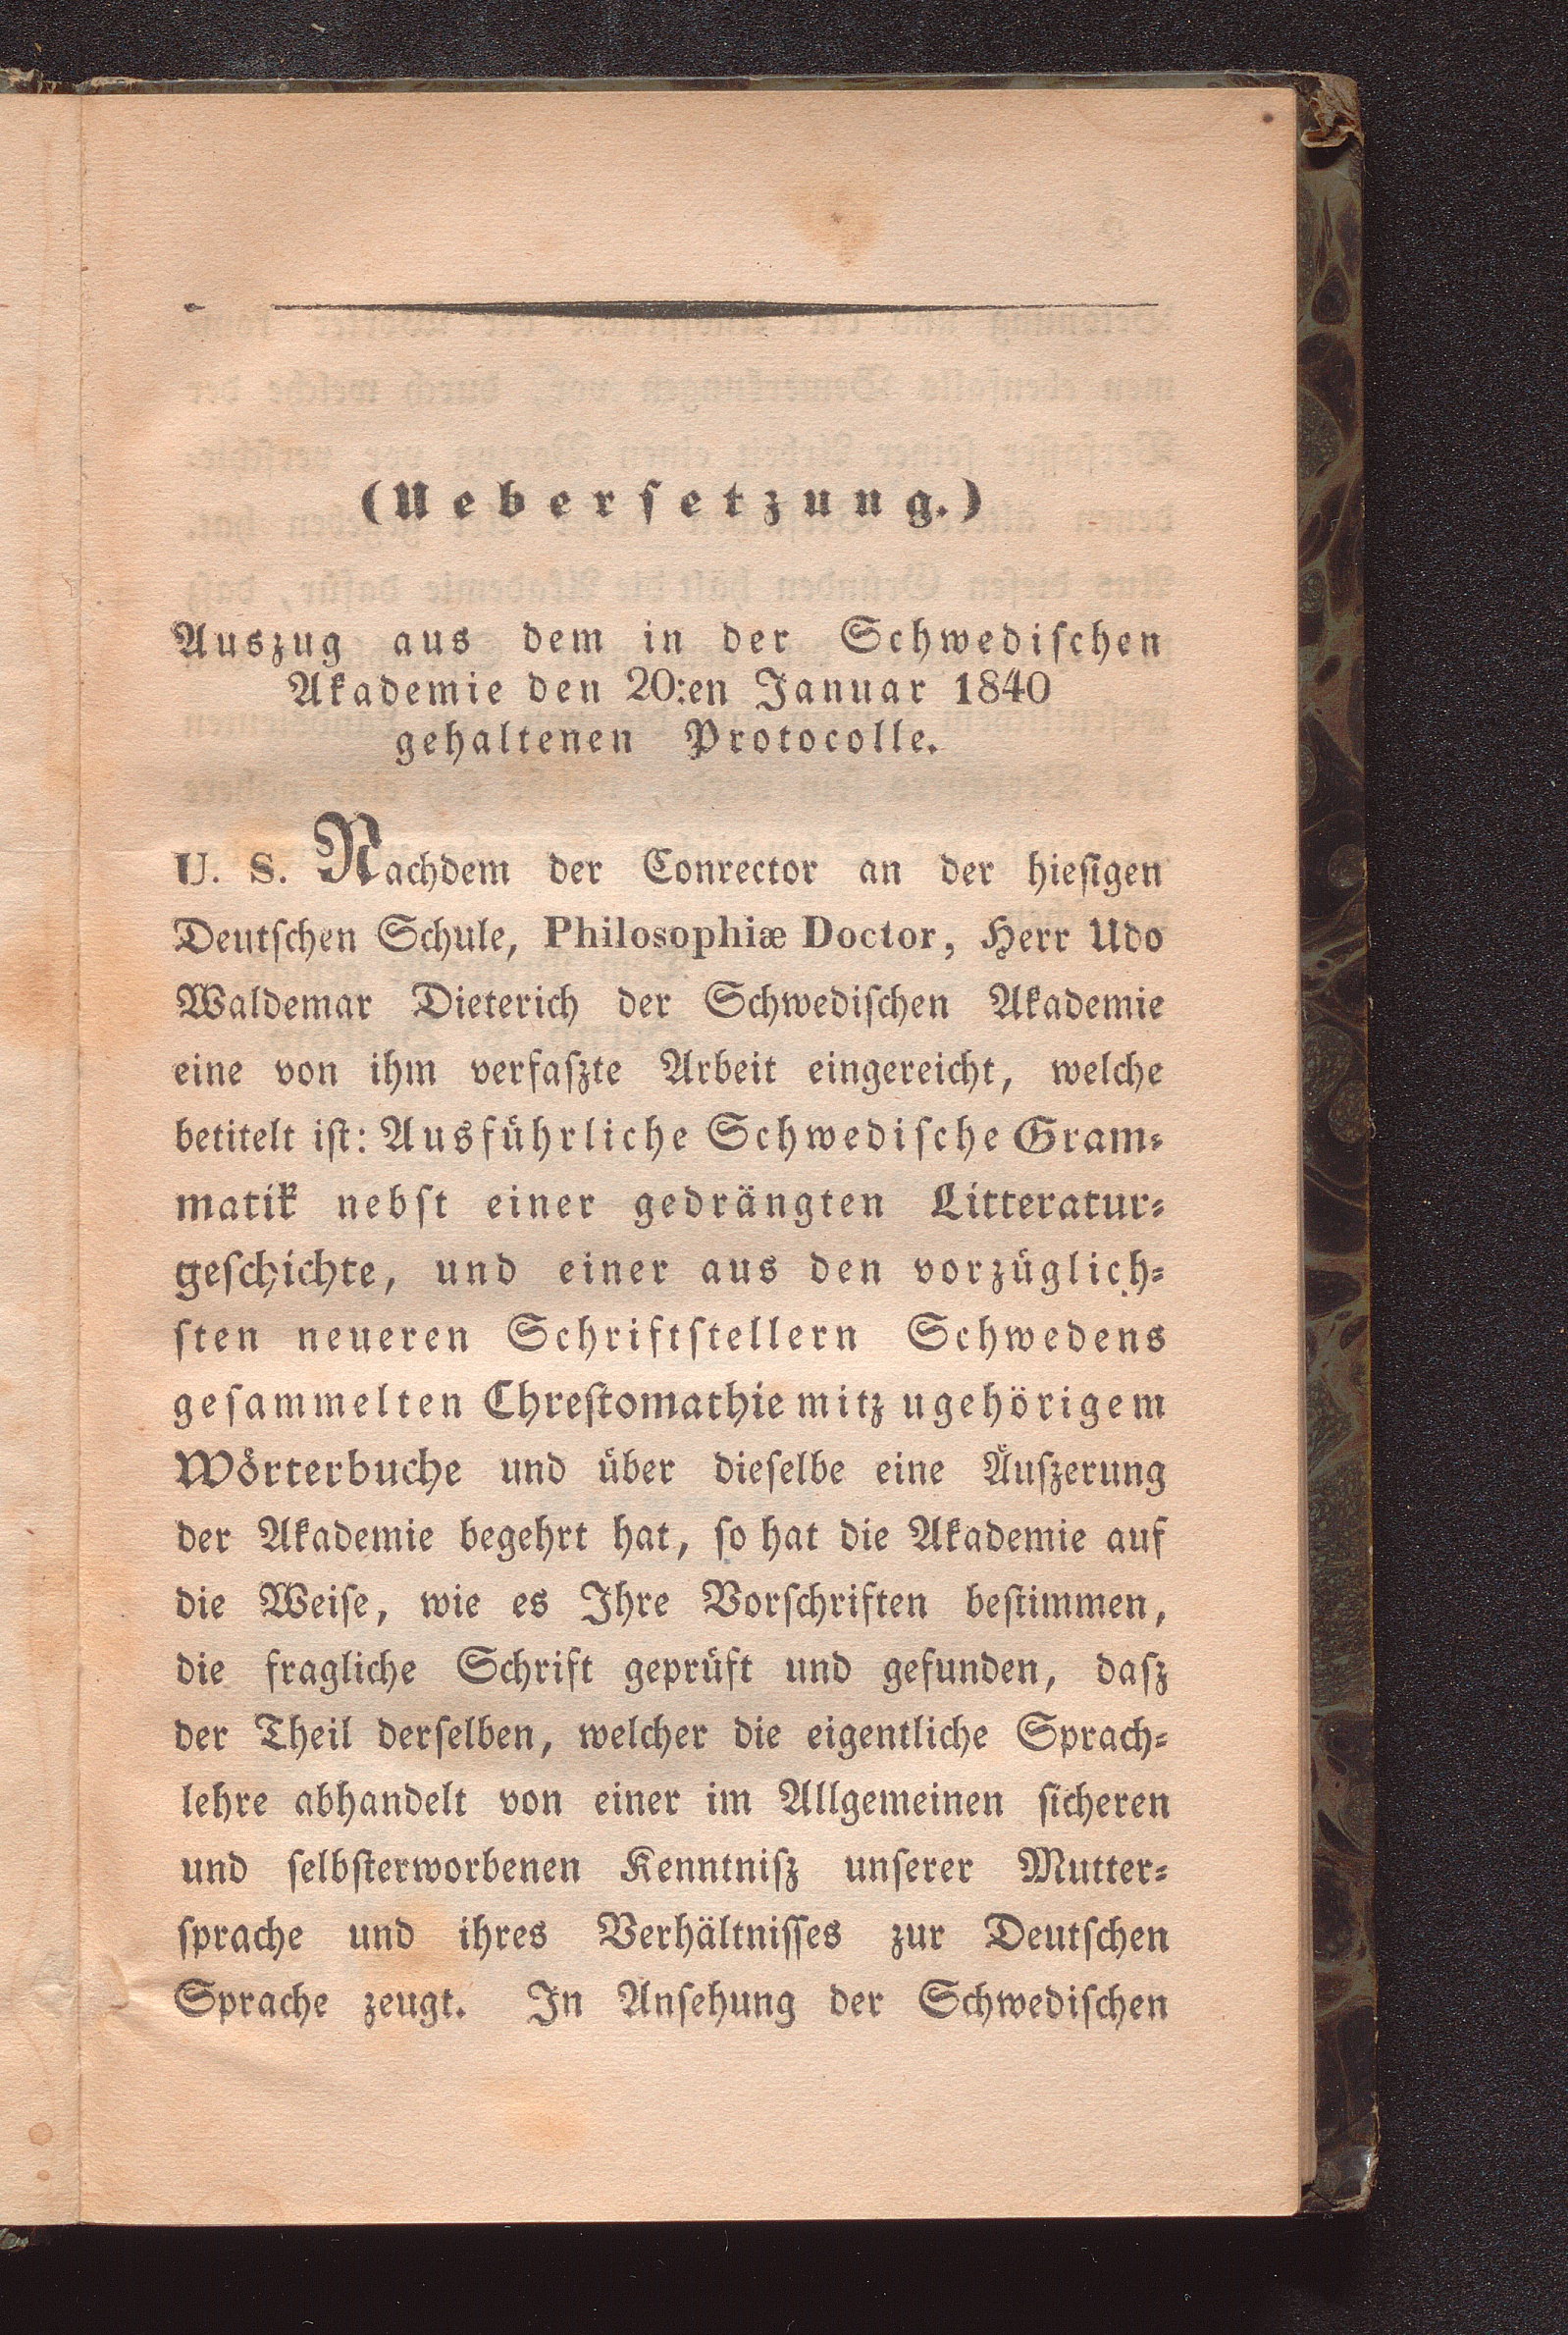 (Uebersetzung.)
Auszug aus dem in der Schwedischen
Akademie den 20:en Januar 1840
gehaltenen Protocolle.
U. S. Nachdem der Conrector an der hiesigen
Deutschen Schule, Philosophiæ Doctor, Herr Udo
Waldemar Dieterich der Schwedischen Akademie
eine von ihm verfaszte Arbeit eingereicht, welche
betitelt ist: Ausführliche Schwedische Gram-
matik nebst einer gedrängten Litteratur-
geschichte, und einer aus den vorzüglich-
sten neueren Schriftstellern Schwedens
gesammelten Chrestomathie mitz ugehörigem
Wörterbuche und über dieselbe eine Äuszerung
der Akademie begehrt hat, so hat die Akademie auf
die Weise, wie es Ihre Vorschriften bestimmen,
die fragliche Schrift geprüft und gefunden, dasz
der Theil derselben, welcher die eigentliche Sprach-
lehre abhandelt von einer im Allgemeinen sicheren
und selbsterworbenen Kenntnisz unserer Mutter-
sprache und ihres Verhältnisses zur Deutschen
Sprache zeugt. In Ansehung der Schwedischen